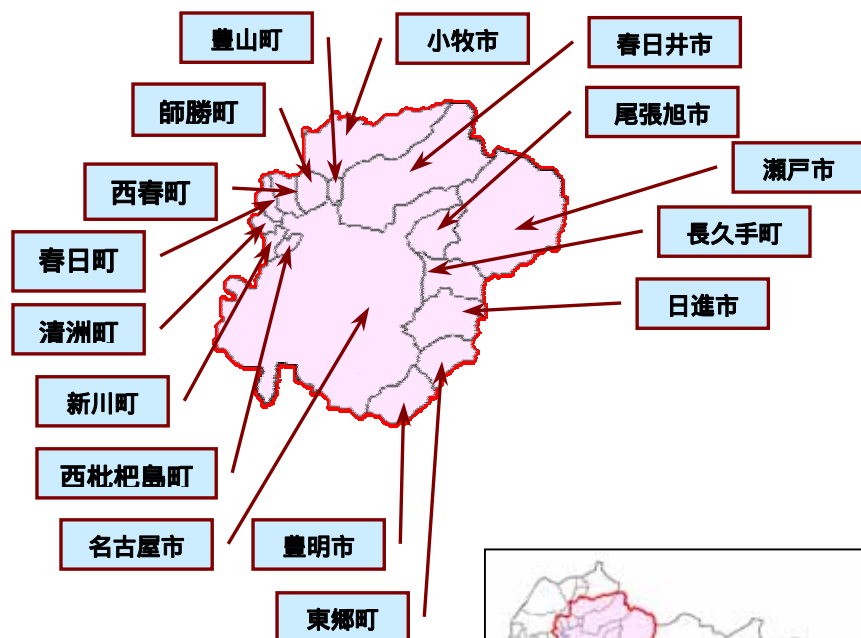 豊山町
小牧市
春日井市
師勝町
尾張旭市
西春町
瀬戸市
長久手町
春日町
日進市
清洲町
新川町
西枇杷島町
名古屋市
豊明市
東郷町